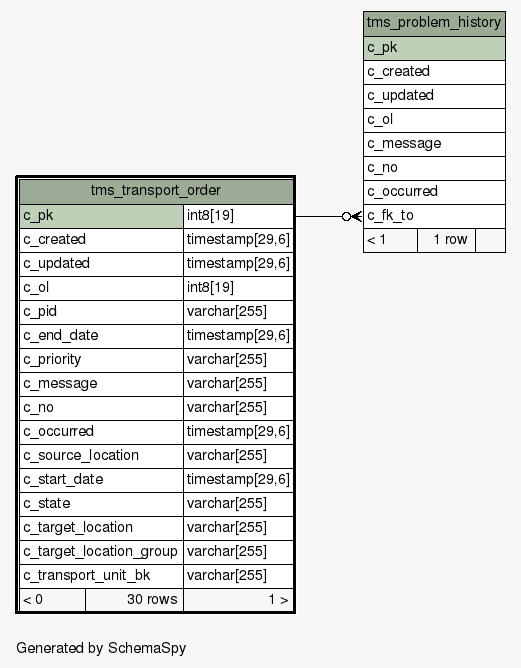 tms_problem_history
c_pk
c_created
c_updated
c_ol
c_message
c_no
c_occurred
c_fk_to
< 1 1 row
tms_transport_order
c_pk int8[19]
c_created timestamp[29,6]
c_updated timestamp[29,6]
c_ol int8[19]
c_pid varchar[255]
c_end_date timestamp[29,6]
c_priority varchar[255]
c_message varchar[255]
c_no varchar[255]
c_occurred timestamp[29,6]
c_source_location varchar[255]
c_start_date timestamp[29,6]
c_state varchar[255]
c_target_location varchar[255]
c_target_location_group varchar[255]
c_transport_unit_bk varchar[255]
< 0 30 rows 1 >
Generated by SchemaSpy